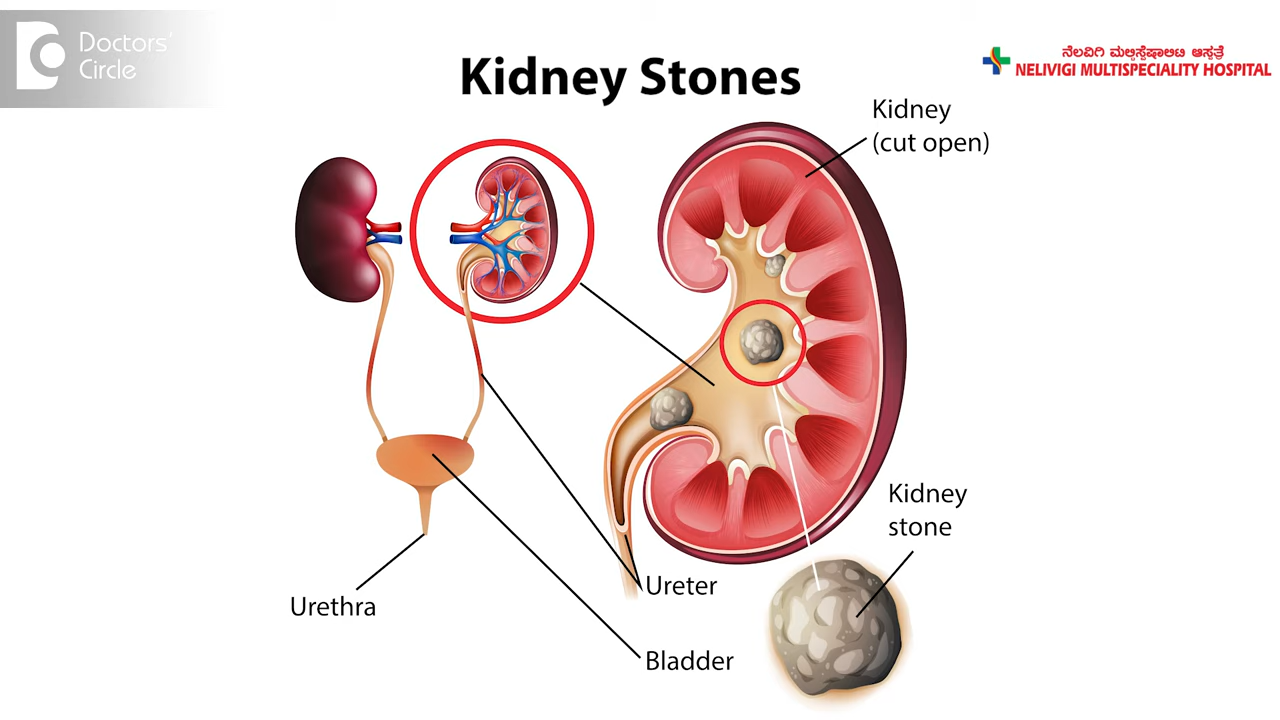 Doctors'
Circle
Kidney Stones
ನೆಲವಿಗಿ ಮಲ್ಟಿಸ್ಪೆಷಾಲಿಟಿ ಆಸ್ಪತ್ರೆ
NELIVIGI MULTISPECIALITY HOSPITAL
Kidney
(cut open)
Kidney
stone
Ureter
Urethra
Bladder